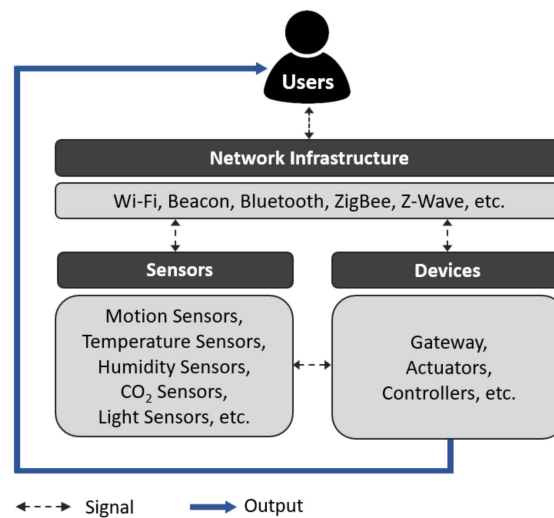 Users
Network Infrastructure
Wi-Fi, Beacon, Bluetooth, ZigBee, Z-Wave, etc.
Sensors
Motion Sensors,
Temperature Sensors,
Humidity Sensors,
CO₂ Sensors,
Light Sensors, etc.
Devices
Gateway,
Actuators,
Controllers, etc.
Signal
Output